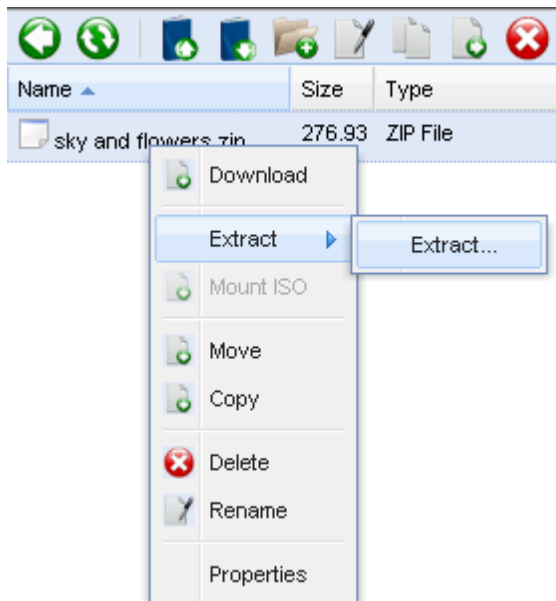 Name Size Type
sky and flowers.zip 276.93 ZIP File
Download
Extract
Extract...
Mount ISO
Move
Copy
Delete
Rename
Properties